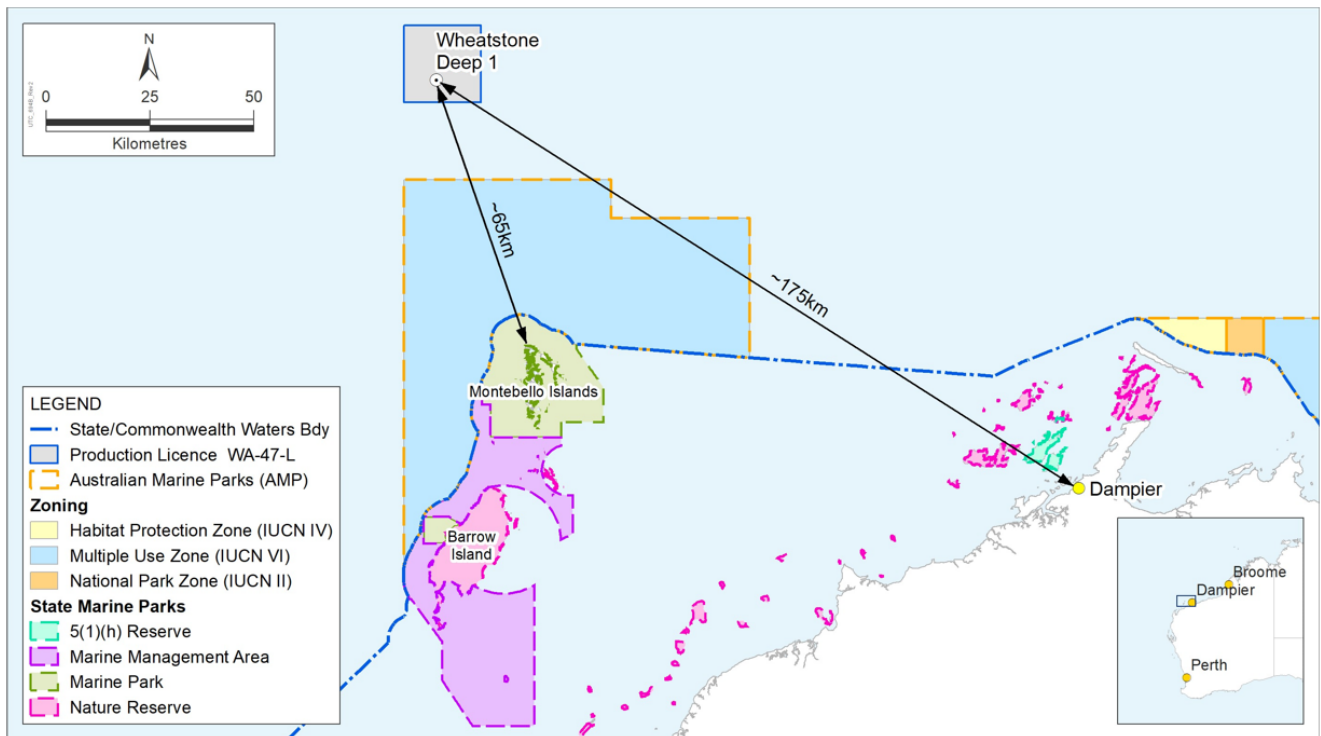 N
0 25 50
Kilometres
UTC_694B_Rev2
Wheatstone
Deep 1
~65km
~175km
Montebello Islands
Barrow
Island
Dampier
LEGEND
State/Commonwealth Waters Bdy
Production Licence WA-47-L
Australian Marine Parks (AMP)
Zoning
Habitat Protection Zone (IUCN IV)
Multiple Use Zone (IUCN VI)
National Park Zone (IUCN II)
State Marine Parks
5(1)(h) Reserve
Marine Management Area
Marine Park
Nature Reserve
Broome
Dampier
Perth